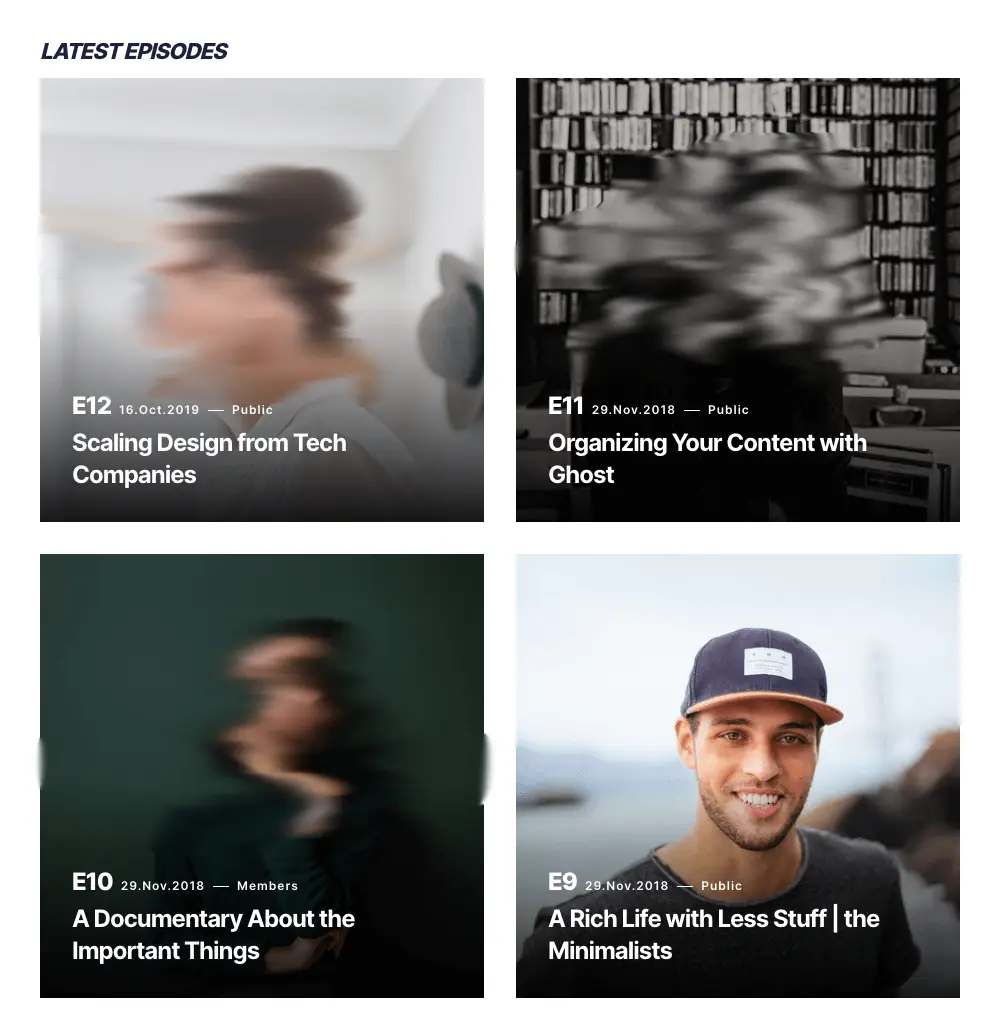 LATEST EPISODES
E12 16.Oct.2019 — Public
Scaling Design from Tech
Companies
E11 29.Nov.2018 — Public
Organizing Your Content with
Ghost
E10 29.Nov.2018 — Members
A Documentary About the
Important Things
E9 29.Nov.2018 — Public
A Rich Life with Less Stuff | the
Minimalists